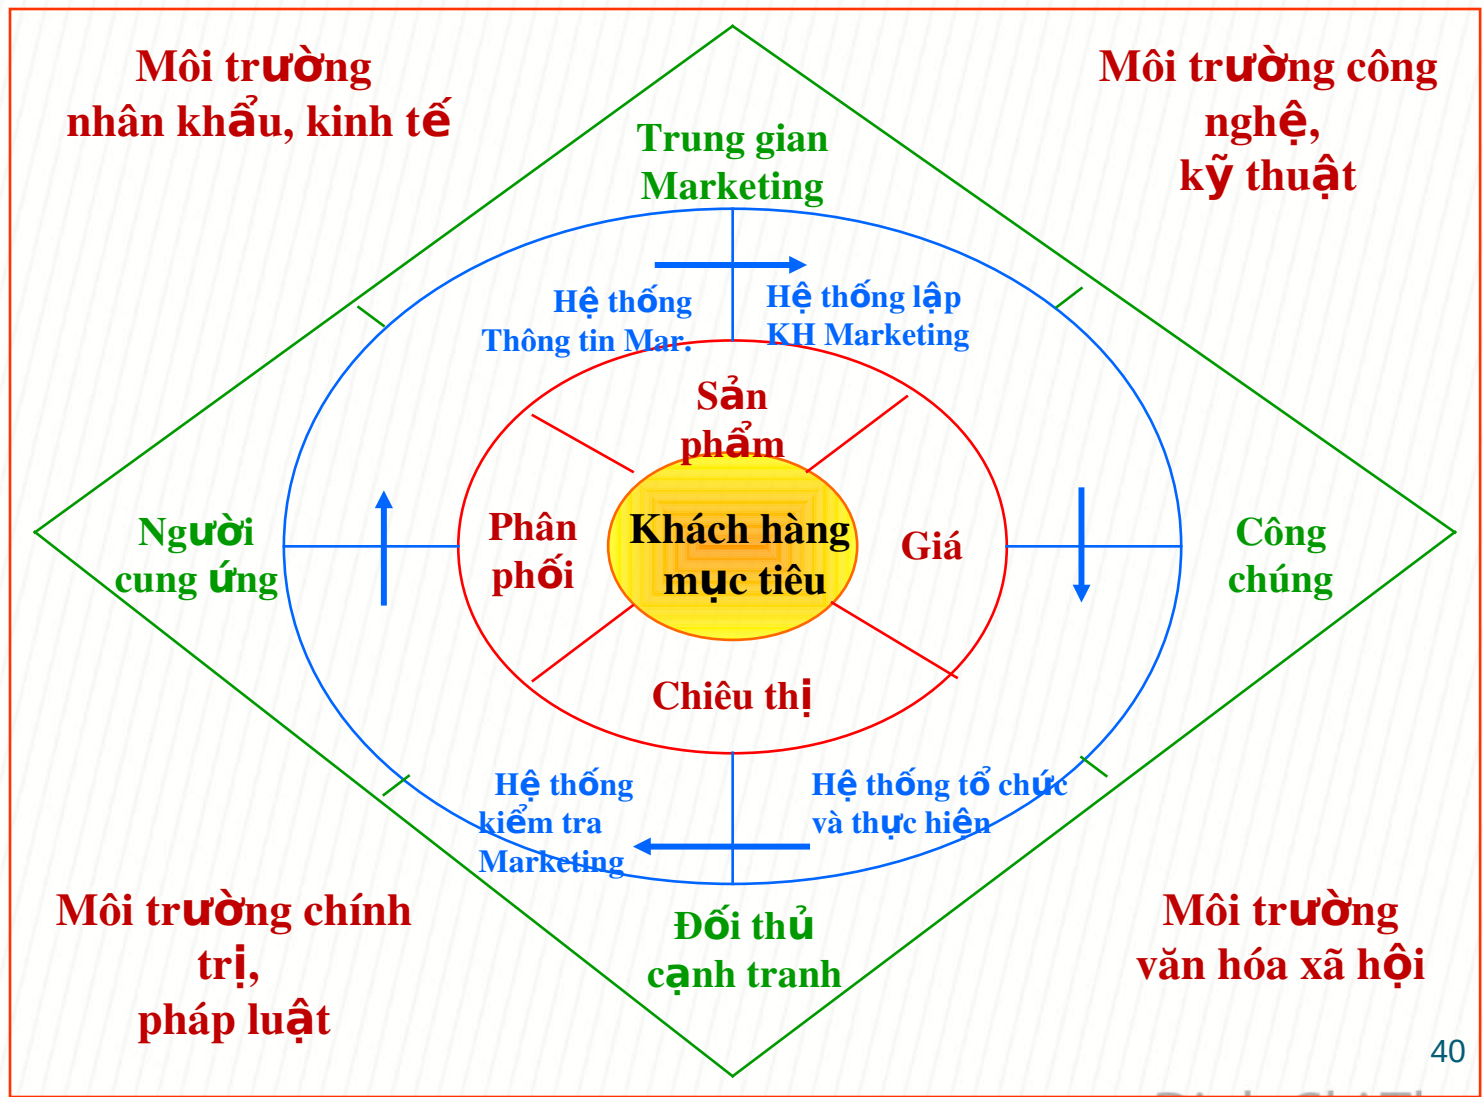 Môi trường
nhân khẩu, kinh tế
Môi trường công
nghệ,
kỹ thuật
Trung gian
Marketing
Hệ thống
Thông tin Mar.
Hệ thống lập
KH Marketing
Sản
phẩm
Người
cung ứng
Phân
phối
Khách hàng
mục tiêu
Giá
Công
chúng
Chiêu thị
Hệ thống
kiểm tra
Marketing
Hệ thống tổ chức
và thực hiện
Môi trường chính
trị,
pháp luật
Đối thủ
cạnh tranh
Môi trường
văn hóa xã hội
40